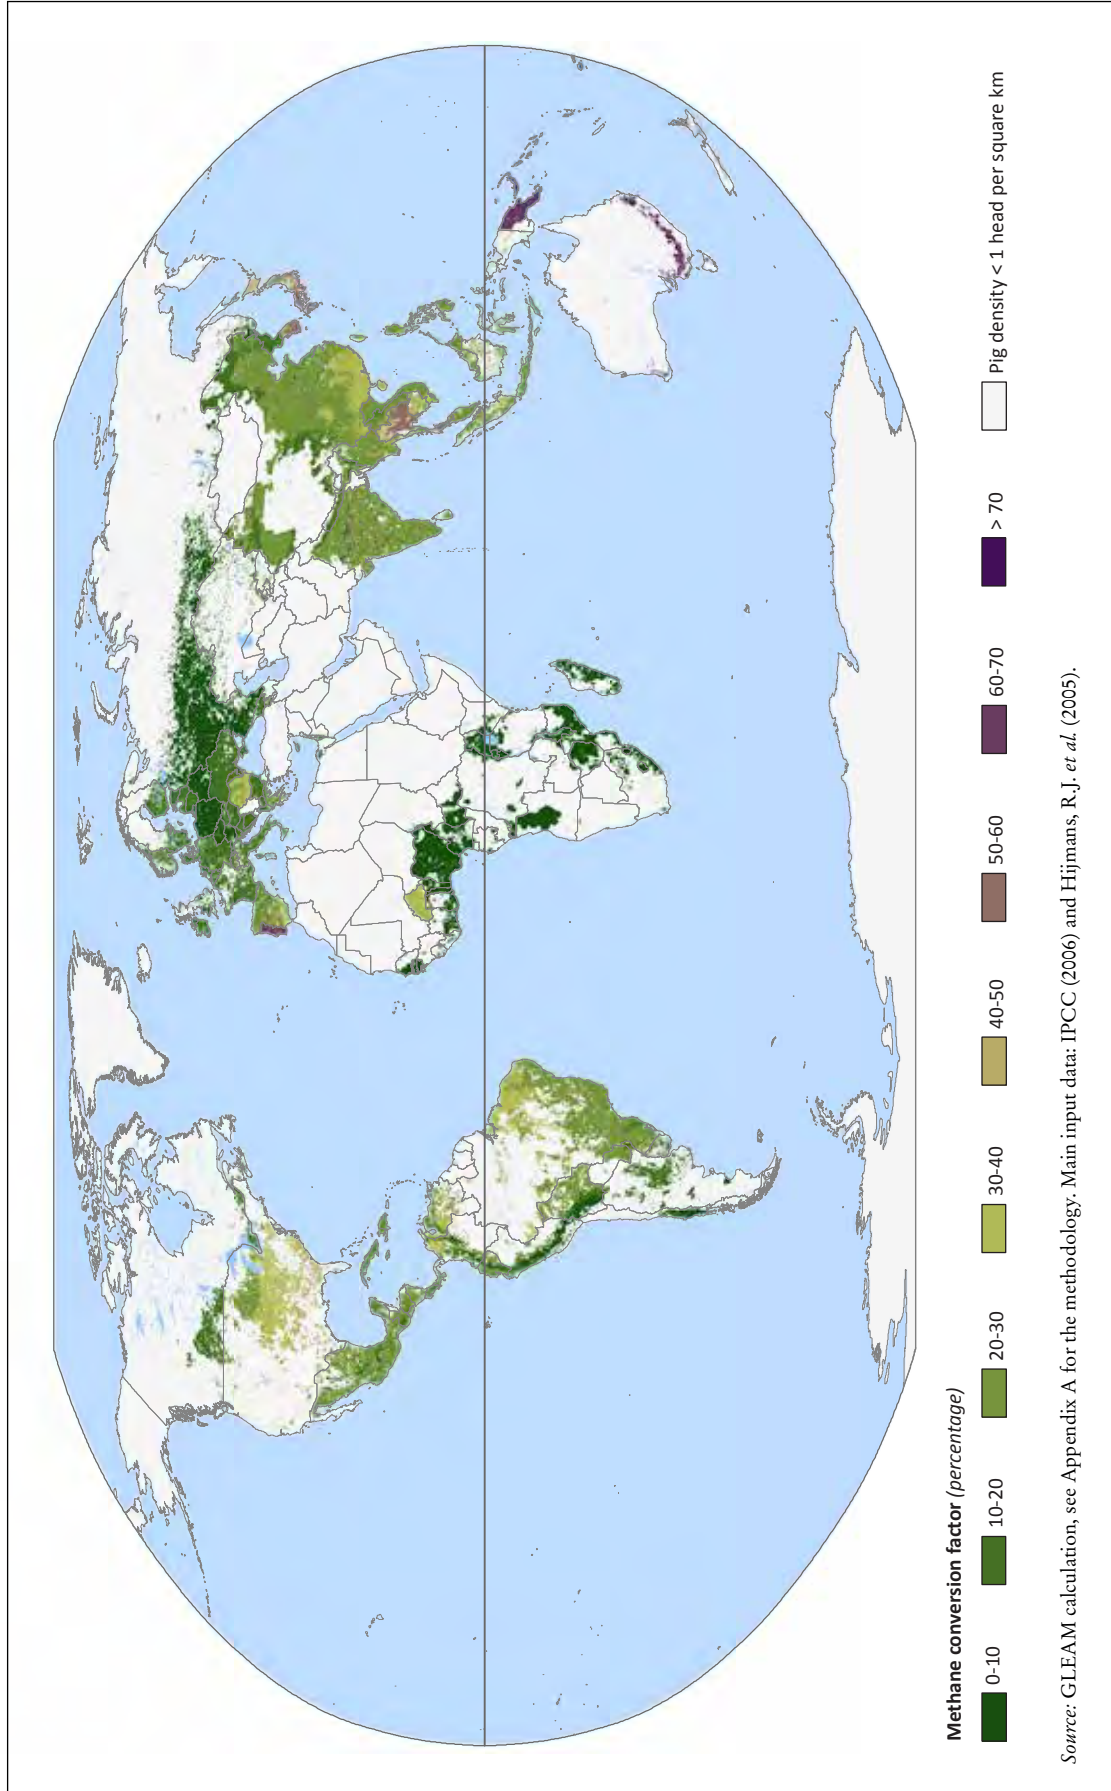 Methane conversion factor (percentage)
0-10 10-20 20-30 30-40 40-50 50-60 60-70 > 70 Pig density < 1 head per square km
Source: GLEAM calculation, see Appendix A for the methodology. Main input data: IPCC (2006) and Hijmans, R.J. et al. (2005).